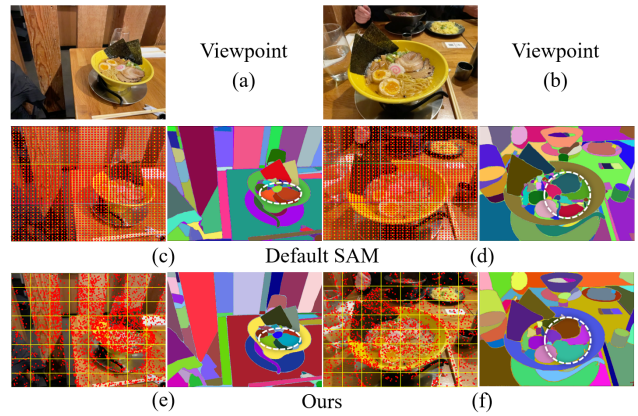 Viewpoint
(a)
Viewpoint
(b)
(c) Default SAM (d)
(e) Ours (f)